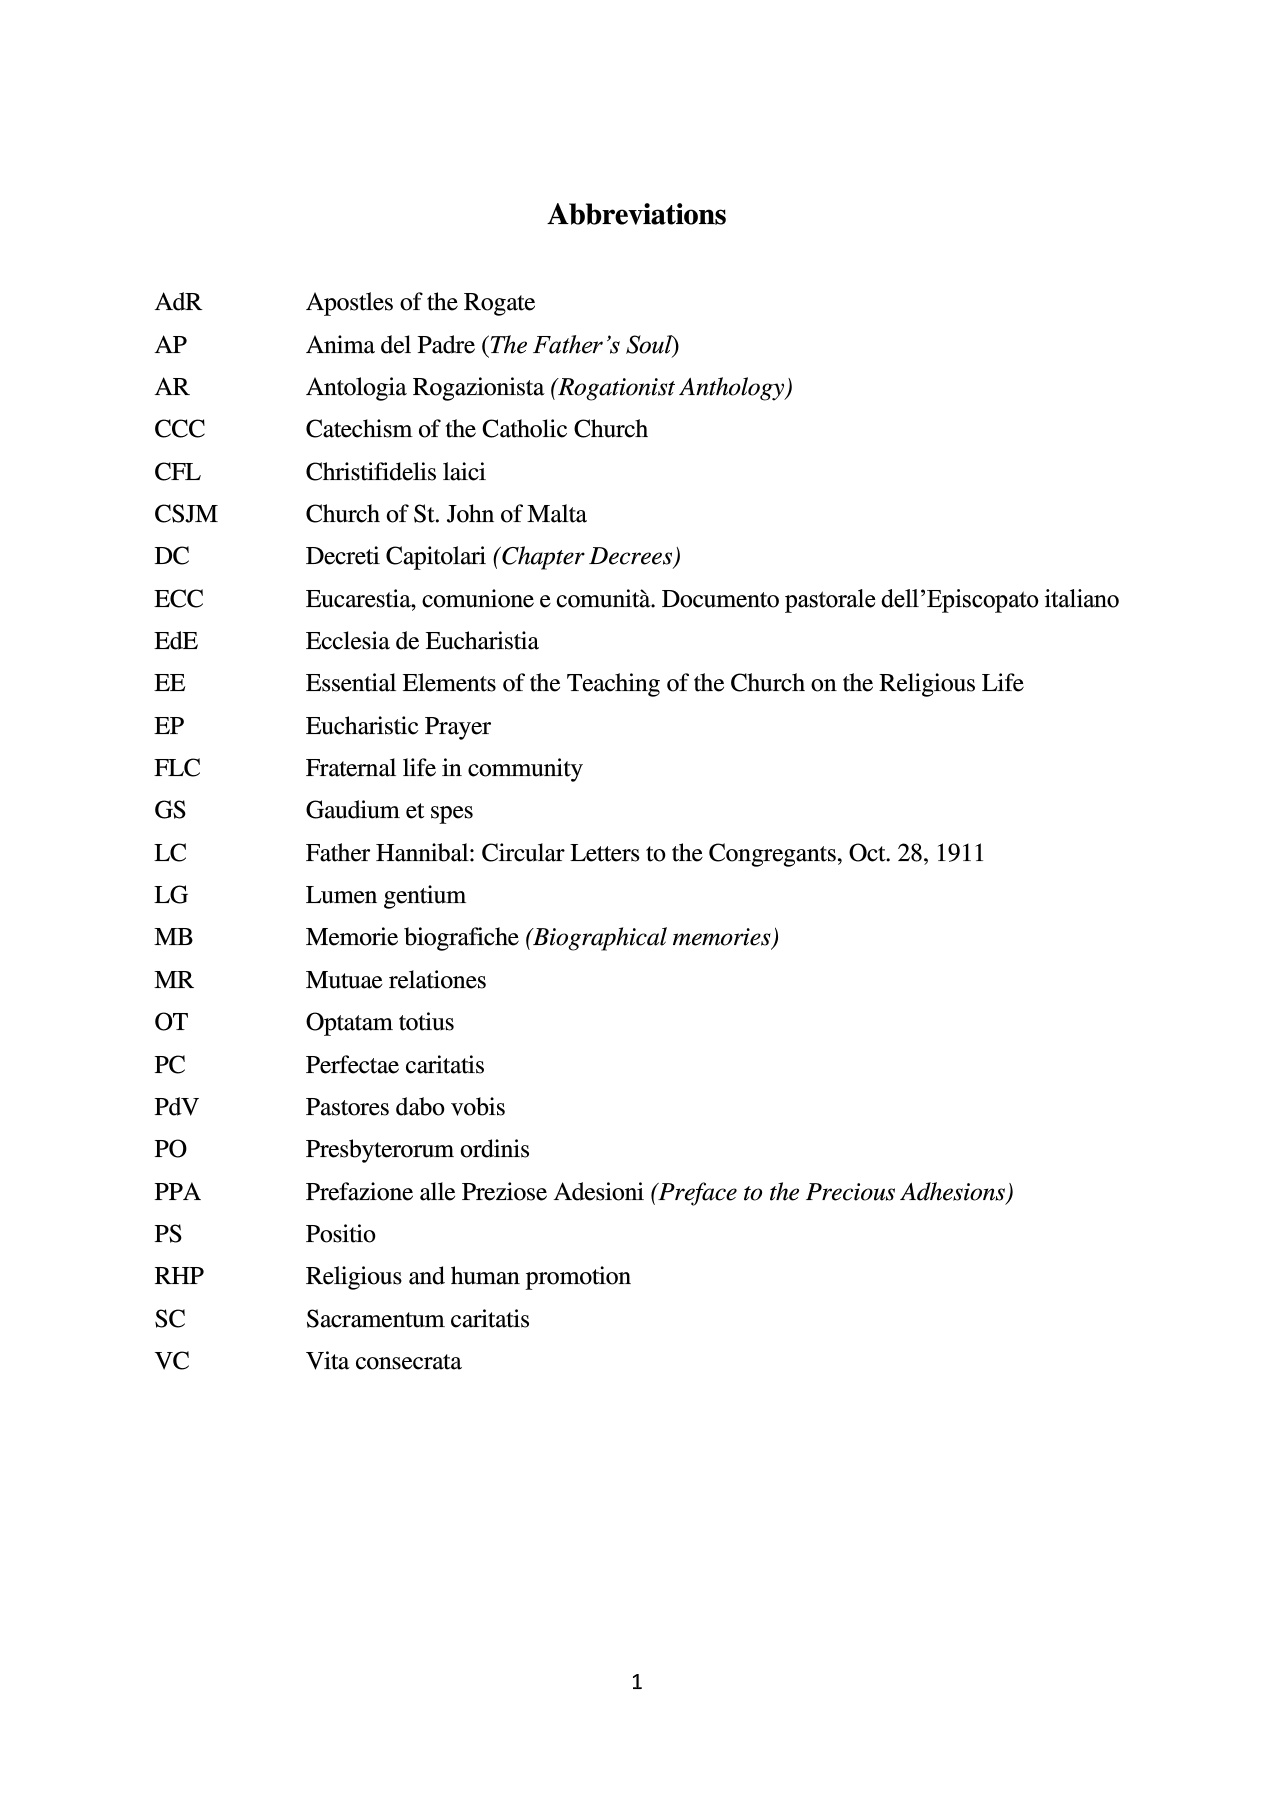 Abbreviations
AdR Apostles of the Rogate
AP Anima del Padre (The Father’s Soul)
AR Antologia Rogazionista (Rogationist Anthology)
CCC Catechism of the Catholic Church
CFL Christifidelis laici
CSJM Church of St. John of Malta
DC Decreti Capitolari (Chapter Decrees)
ECC Eucarestia, comunione e comunità. Documento pastorale dell’Episcopato italiano
EdE Ecclesia de Eucharistia
EE Essential Elements of the Teaching of the Church on the Religious Life
EP Eucharistic Prayer
FLC Fraternal life in community
GS Gaudium et spes
LC Father Hannibal: Circular Letters to the Congregants, Oct. 28, 1911
LG Lumen gentium
MB Memorie biografiche (Biographical memories)
MR Mutuae relationes
OT Optatam totius
PC Perfectae caritatis
PdV Pastores dabo vobis
PO Presbyterorum ordinis
PPA Prefazione alle Preziose Adesioni (Preface to the Precious Adhesions)
PS Positio
RHP Religious and human promotion
SC Sacramentum caritatis
VC Vita consecrata
1